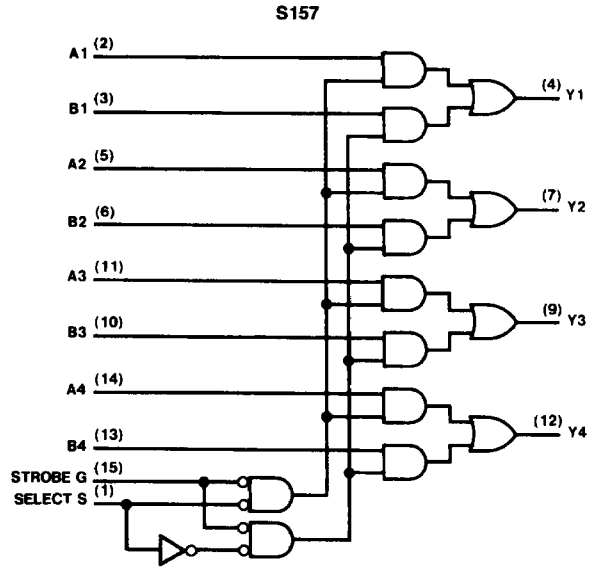 S157
A1 (2)
(4) Y1
B1 (3)
A2 (5)
(7) Y2
B2 (6)
A3 (11)
(9) Y3
B3 (10)
A4 (14)
(12) Y4
B4 (13)
STROBE G (15)
SELECT S (1)